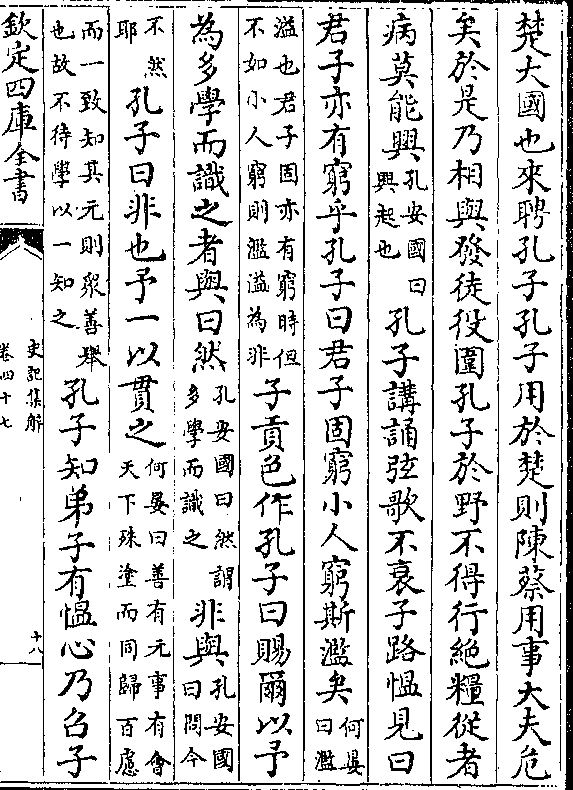 楚大國也來聘孔子孔子用於楚則陳蔡用事大夫危
矣於是乃相與發徒役圍孔子於野不得行絶糧從者
病莫能興孔安國曰興起也孔子講誦弦歌不衰子路慍見曰
君子亦有窮乎孔子曰君子固窮小人窮斯濫矣何晏曰濫
溢也君子固亦有窮時但不如小人窮則濫溢為非子貢色作孔子曰賜爾以予
為多學而識之者與曰然孔安國曰然謂多學而識之非與孔安國曰問今
不然耶孔子曰非也予一以貫之何晏曰善有元事有會天下殊塗而同歸百慮
而一致知其元則衆善舉也故不待學以一知之孔子知弟子有慍心乃召子
欽定四庫全書
史記集解
卷四十七
十八